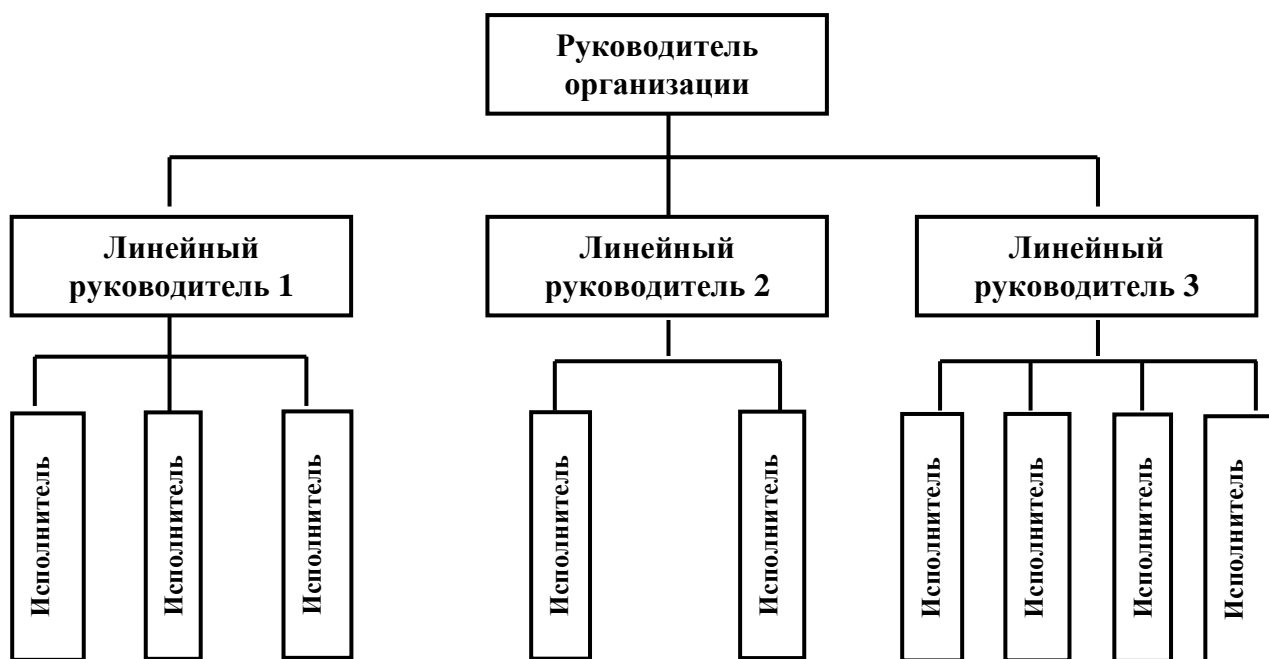 Руководитель
организации
Линейный
руководитель 1
Линейный
руководитель 2
Линейный
руководитель 3
Исполнитель
Исполнитель
Исполнитель
Исполнитель
Исполнитель
Исполнитель
Исполнитель
Исполнитель
Исполнитель